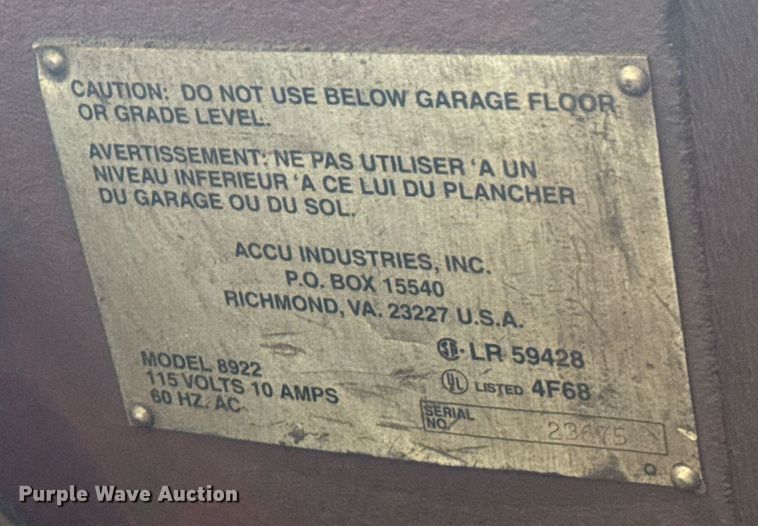 CAUTION: DO NOT USE BELOW GARAGE FLOOR
OR GRADE LEVEL.
AVERTISSEMENT: NE PAS UTILISER 'A UN
NIVEAU INFERIEUR 'A CE LUI DU PLANCHER
DU GARAGE OU DU SOL.
ACCU INDUSTRIES, INC.
P.O. BOX 15540
RICHMOND, VA. 23227 U.S.A.
MODEL 8922
115 VOLTS 10 AMPS
60 HZ. AC
LR 59428
UL LISTED 4F68
SERIAL
NO. 23675
Purple Wave Auction